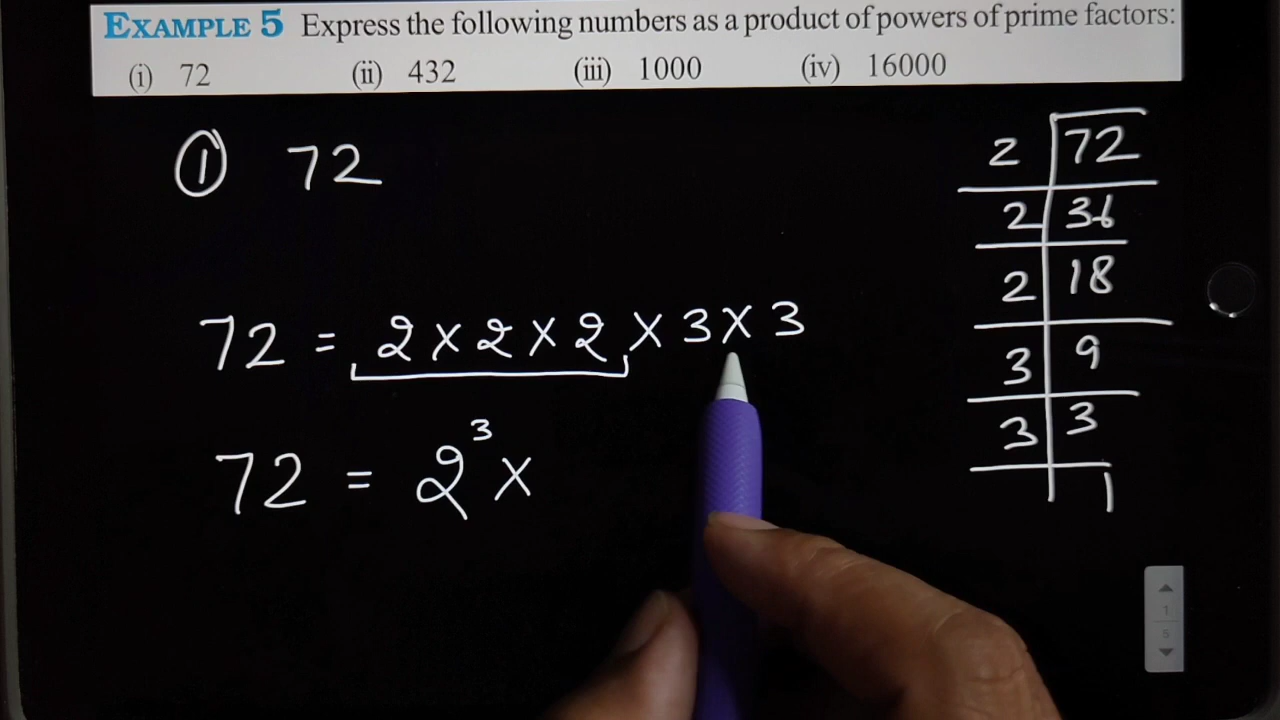 EXAMPLE 5 Express the following numbers as a product of powers of prime factors:
(i) 72 (ii) 432 (iii) 1000 (iv) 16000
① 72
72 = 2 × 2 × 2 × 3 × 3
72 = 2³ ×
2 72
2 36
2 18
3 9
3 3
1
1
5